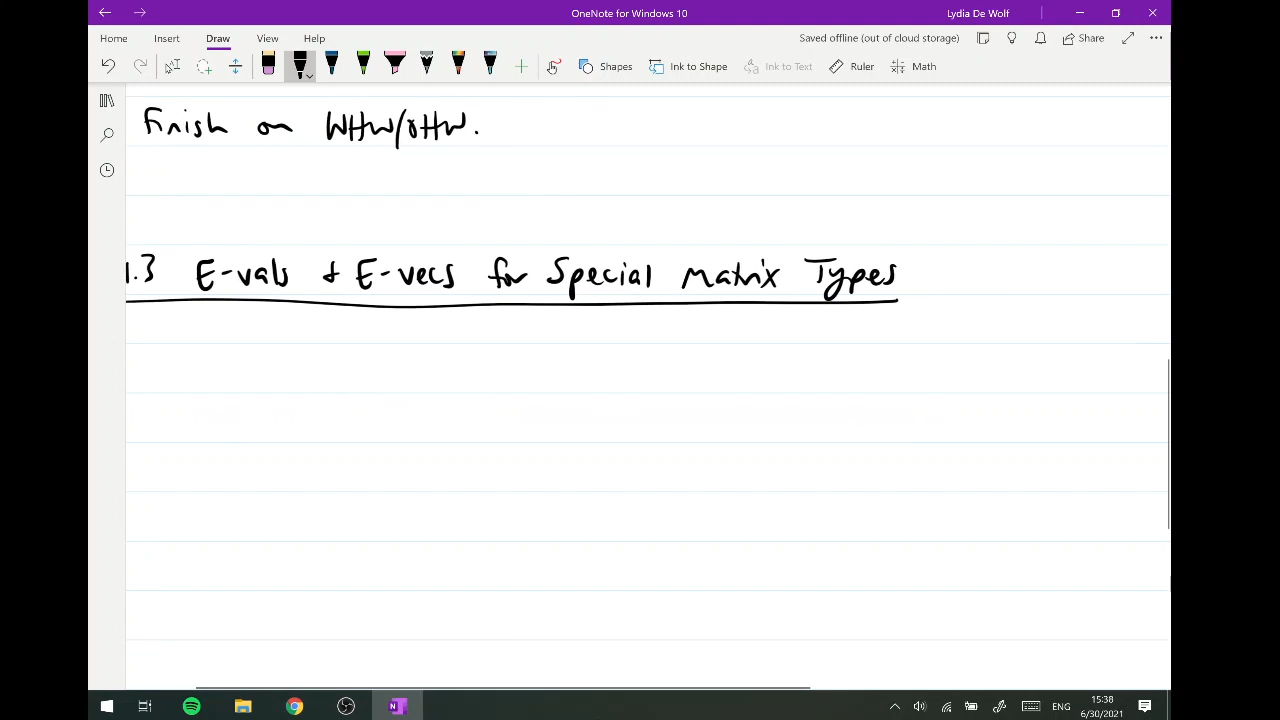 OneNote for Windows 10
Lydia De Wolf
Home Insert Draw View Help
Saved offline (out of cloud storage)
Share
Shapes
Ink to Shape
Ink to Text
Ruler
Math
Finish on WHW/OHW.
1.3 E-vals + E-vecs for Special Matrix Types
ENG
15:38
6/30/2021